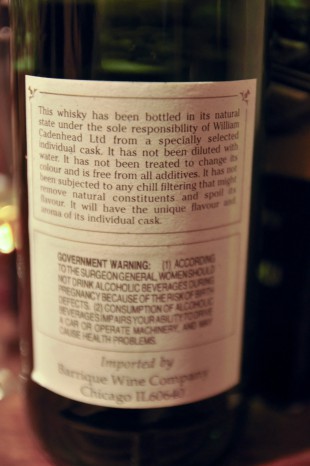 This whisky has been bottled in its natural
state under the sole responsibility of William
Cadenhead Ltd from a specially selected
individual cask. It has not been diluted with
water. It has not been treated to change its
colour and is free from all additives. It has not
been subjected to any chill filtering that might
remove natural constituents and spoil its
flavour. It will have the unique flavour and
aroma of its individual cask.
GOVERNMENT WARNING: (1) ACCORDING
TO THE SURGEON GENERAL, WOMEN SHOULD
NOT DRINK ALCOHOLIC BEVERAGES DURING
PREGNANCY BECAUSE OF THE RISK OF BIRTH
DEFECTS. (2) CONSUMPTION OF ALCOHOLIC
BEVERAGES IMPAIRS YOUR ABILITY TO DRIVE
A CAR OR OPERATE MACHINERY, AND MAY
CAUSE HEALTH PROBLEMS.
Imported by
Barrique Wine Company
Chicago IL60640